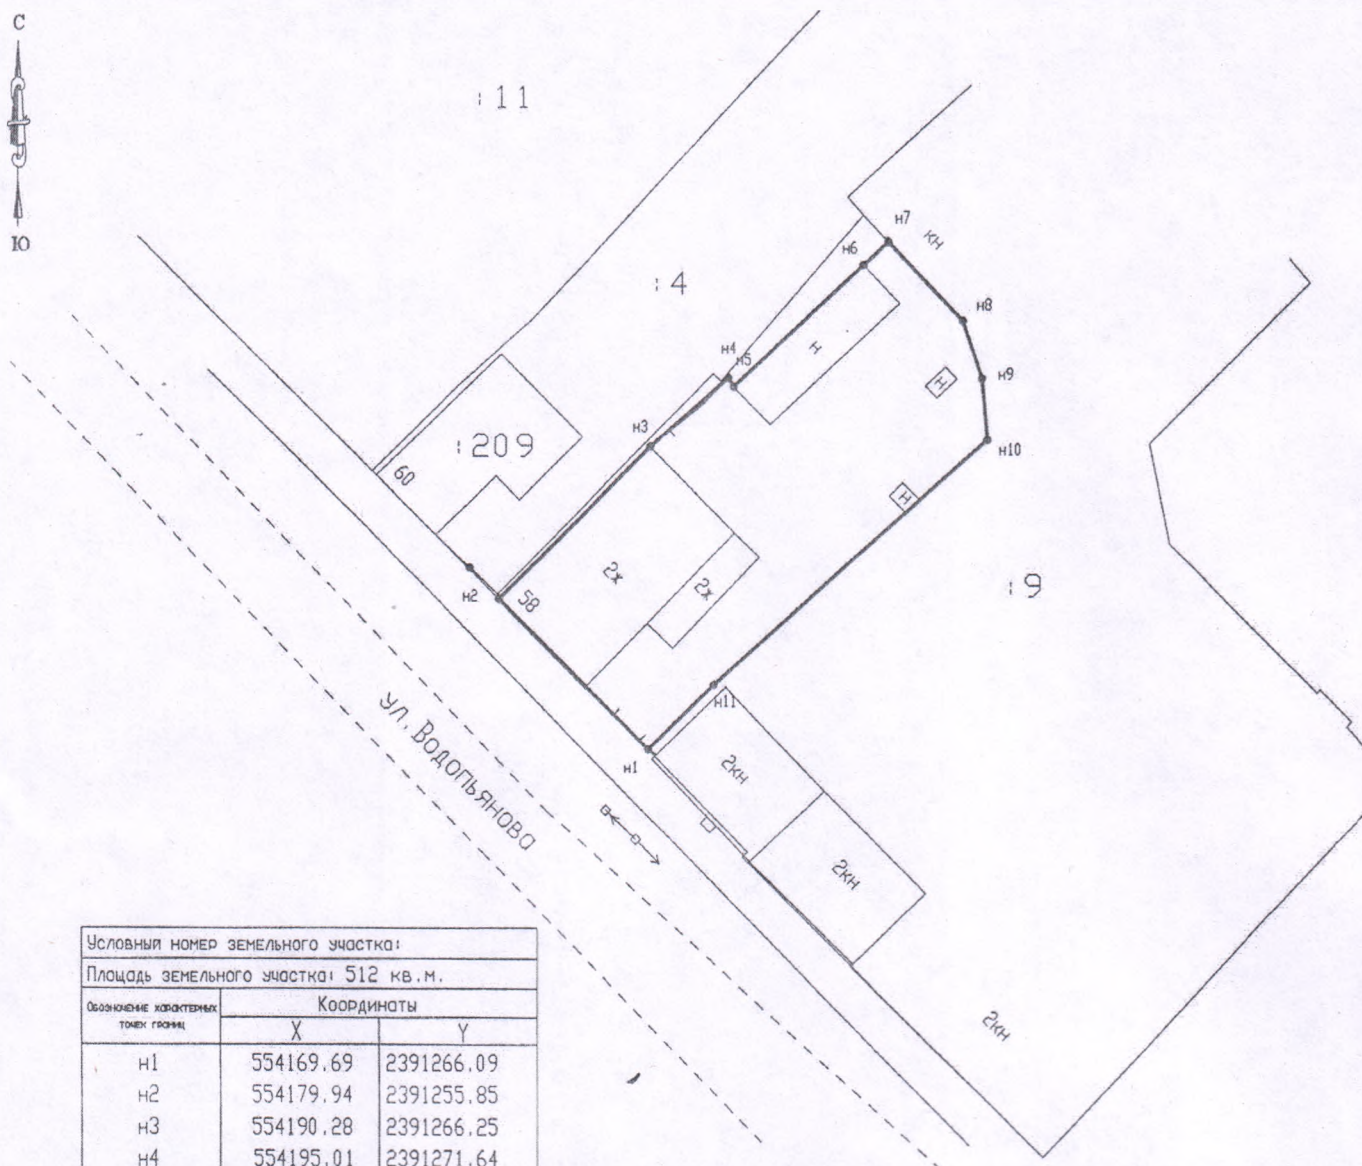 С
Ю
:11
:4
н7
кн
н6
н8
н4
н5
н
н
н9
н3
н10
:209
60
н
2х
2х
58
н2
:9
н11
н1
2кн
2кн
ул. Водопьянова
2кн
Условный номер земельного участка:
Площадь земельного участка: 512 кв.м.
Обозначение характерных точек границ
Координаты
X Y
н1 554169.69 2391266.09
н2 554179.94 2391255.85
н3 554190.28 2391266.25
н4 554195.01 2391271.64